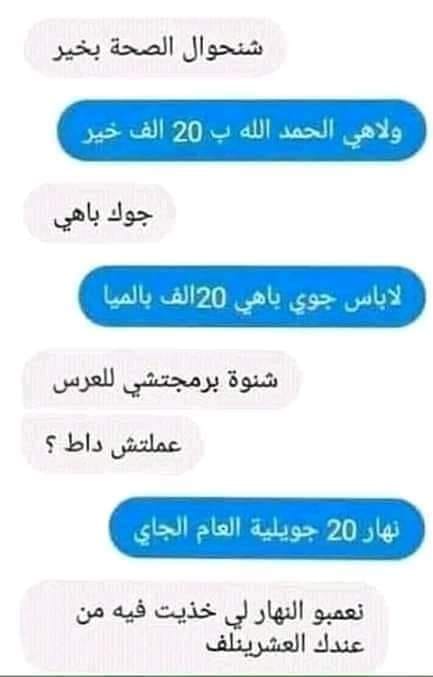 شنحوال الصحة بخير
ولاهي الحمد الله ب 20 الف خير
جوك باهي
لاباس جوي باهي 20الف بالميا
شنوة برمجتشي للعرس
عملتش داط ؟
نهار 20 جويلية العام الجاي
نعمبو النهار لي خذيت فيه من
عندك العشرينلف